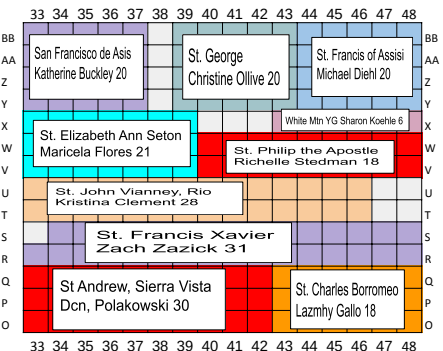 33 34 35 36 37 38 39 40 41 42 43 44 45 46 47 48
BB BB
AA San Francisco de Asis St. George St. Francis of Assisi AA
Z Katherine Buckley 20 Christine Ollive 20 Michael Diehl 20 Z
Y Y
X White Mtn YG Sharon Koehle 6 X
W St. Elizabeth Ann Seton St. Philip the Apostle W
V Maricela Flores 21 Richelle Stedman 18 V
U St. John Vianney, Rio U
T Kristina Clement 28 T
S St. Francis Xavier S
R Zach Zazick 31 R
Q St Andrew, Sierra Vista St. Charles Borromeo Q
P Dcn, Polakowski 30 Lazmhy Gallo 18 P
O O
33 34 35 36 37 38 39 40 41 42 43 44 45 46 47 48